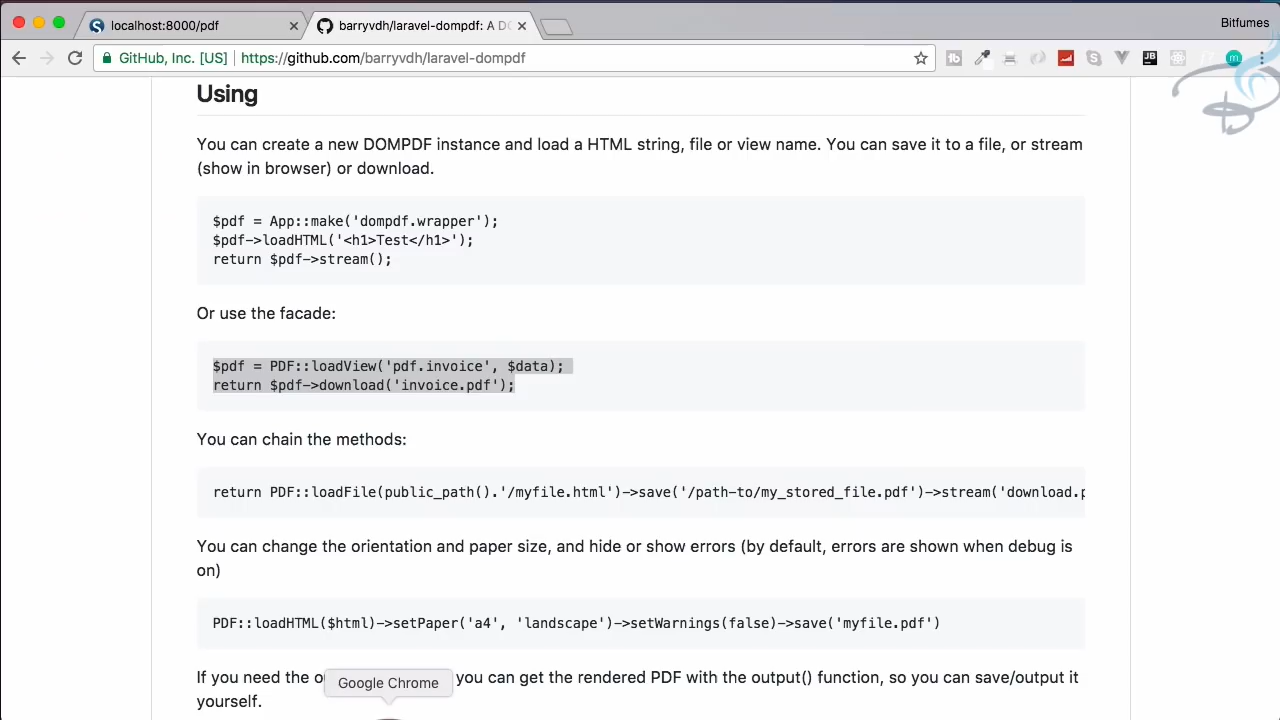 localhost:8000/pdf
barryvdh/laravel-dompdf: A DO
Bitfumes
GitHub, Inc. [US]
https://github.com/barryvdh/laravel-dompdf
Using
You can create a new DOMPDF instance and load a HTML string, file or view name. You can save it to a file, or stream
(show in browser) or download.
$pdf = App::make('dompdf.wrapper');
$pdf->loadHTML('<h1>Test</h1>');
return $pdf->stream();
Or use the facade:
$pdf = PDF::loadView('pdf.invoice', $data);
return $pdf->download('invoice.pdf');
You can chain the methods:
return PDF::loadFile(public_path().'/myfile.html')->save('/path-to/my_stored_file.pdf')->stream('download.p
You can change the orientation and paper size, and hide or show errors (by default, errors are shown when debug is
on)
PDF::loadHTML($html)->setPaper('a4', 'landscape')->setWarnings(false)->save('myfile.pdf')
If you need the o
you can get the rendered PDF with the output() function, so you can save/output it
Google Chrome
yourself.